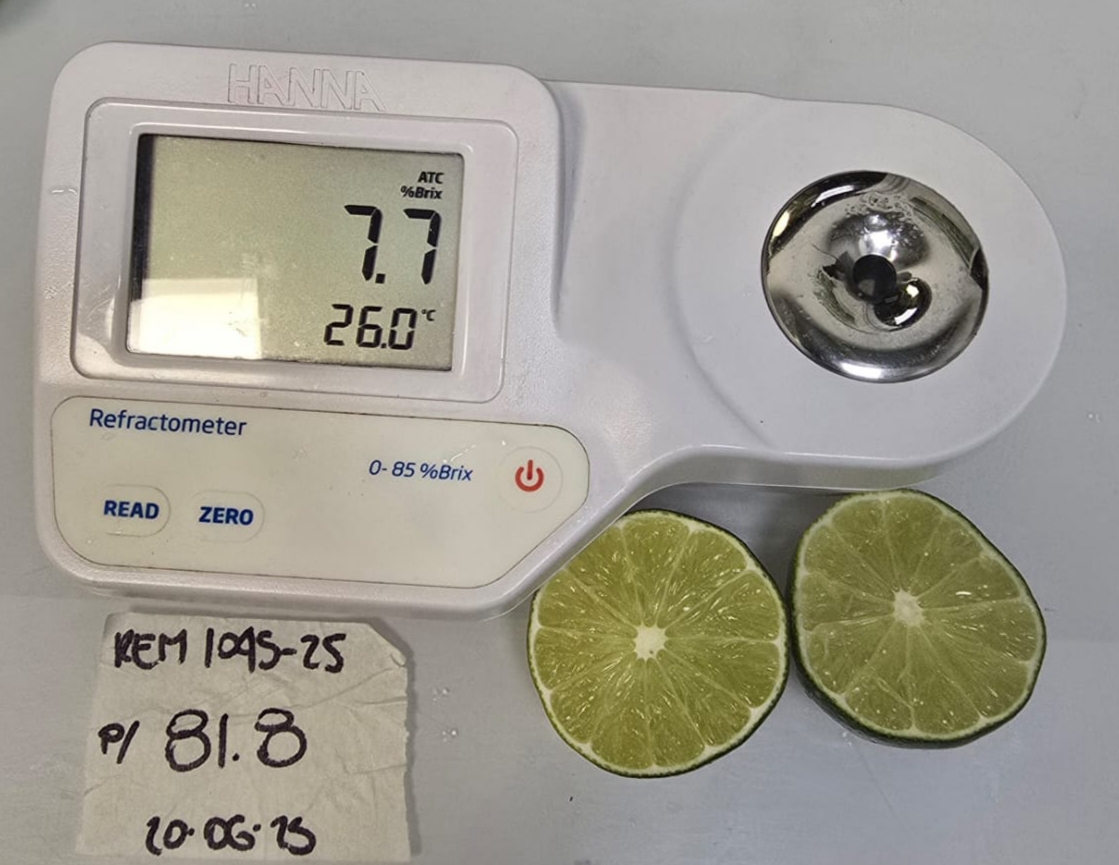 HANNA
ATC
%Brix
7.7
26.0 °C
Refractometer
0-85 %Brix
READ ZERO
REM 1095-25
P/ 81.8
20·06·25